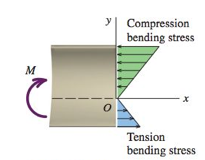 y
Compression
bending stress
M
O
x
Tension
bending stress